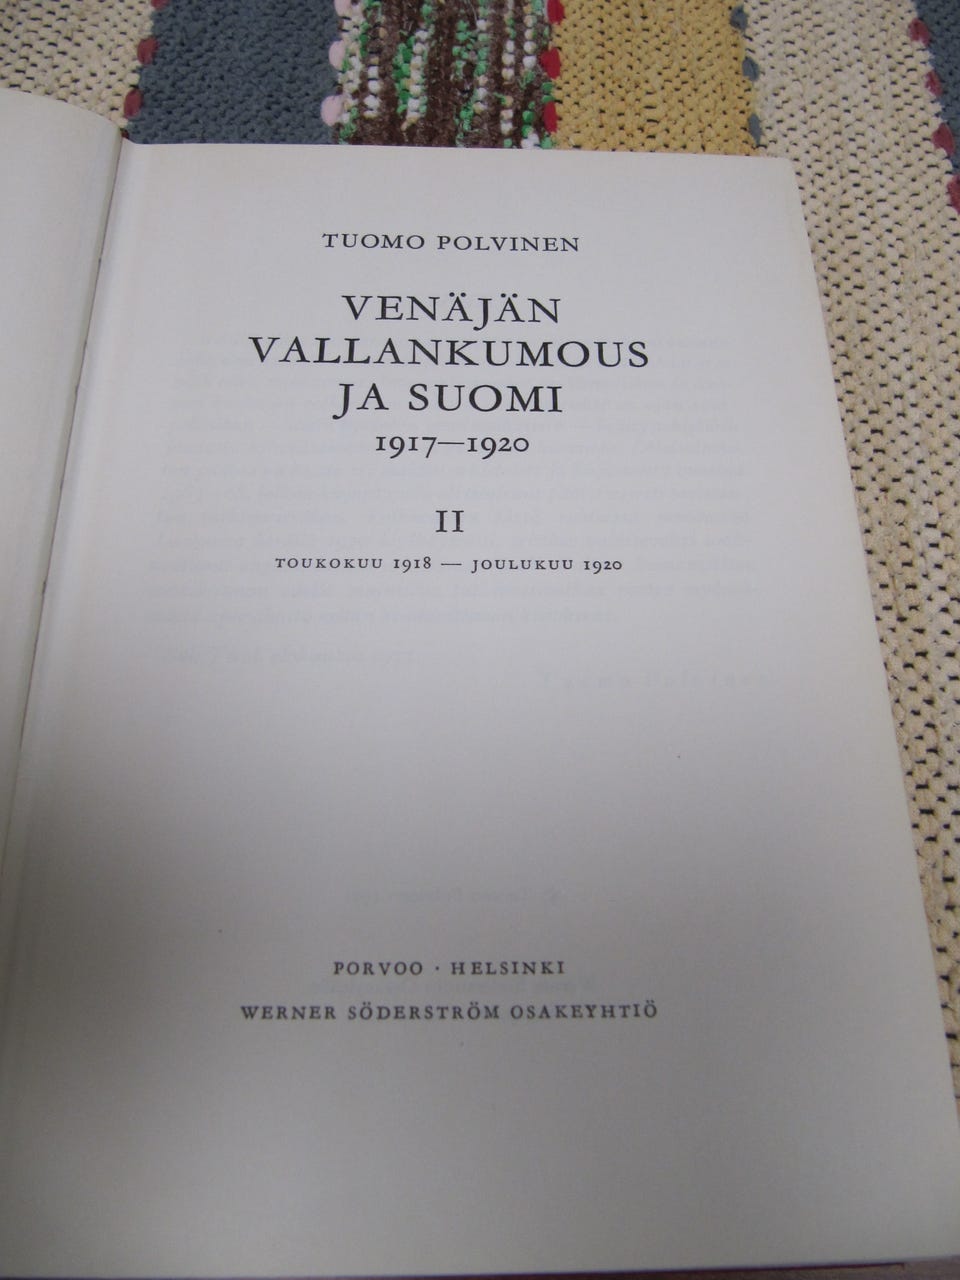 TUOMO POLVINEN
VENÄJÄN
VALLANKUMOUS
JA SUOMI
1917—1920
II
TOUKOKUU 1918 — JOULUKUU 1920
PORVOO · HELSINKI
WERNER SÖDERSTRÖM OSAKEYHTIÖ